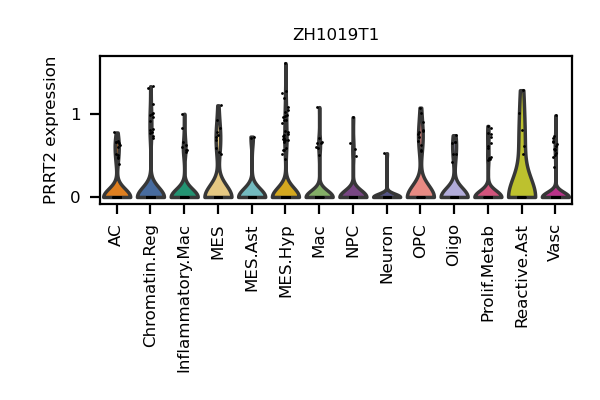 ZH1019T1
PRRT2 expression
1
0
AC
Chromatin.Reg
Inflammatory.Mac
MES
MES.Ast
MES.Hyp
Mac
NPC
Neuron
OPC
Oligo
Prolif.Metab
Reactive.Ast
Vasc